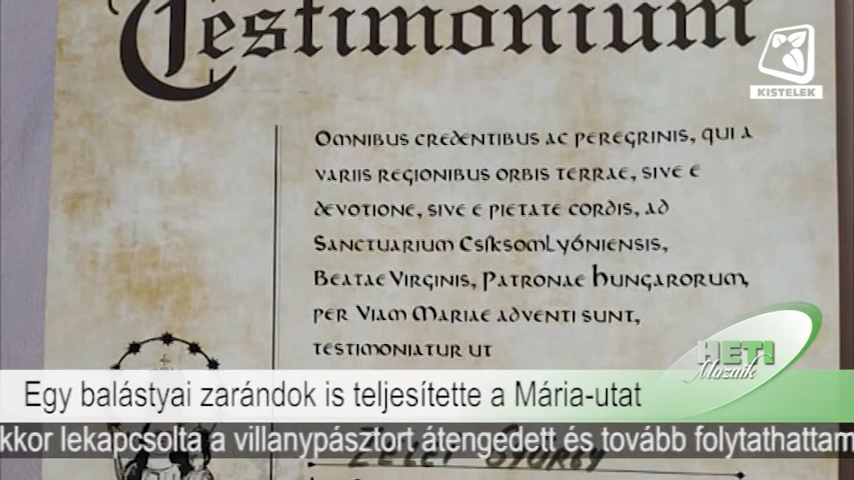 Testimonium
KISTELEK
Omnibus credentibus ac peregrinis, qui a
variis regionibus orbis terrae, sive e
devotione, sive e pietate cordis, ad
Sanctuarium Csíksomlyóniensis,
Beatae Virginis, Patronae Hungarorum,
per Viam Mariae adventi sunt,
testimoniatur ut
HETI
Mozaik
Egy balástyai zarándok is teljesítette a Mária-utat
kkor lekapcsolta a villanypásztort átengedett és tovább folytathattam
György